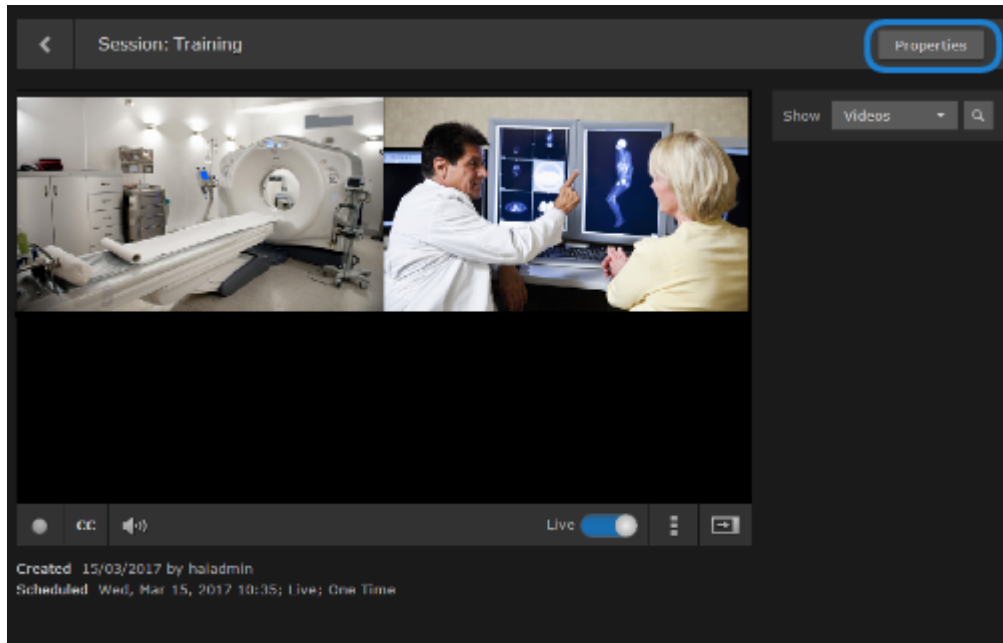 Session: Training
Properties
Show Videos
CC
Live
Created 15/03/2017 by haiadmin
Scheduled Wed, Mar 15, 2017 10:35; Live; One Time